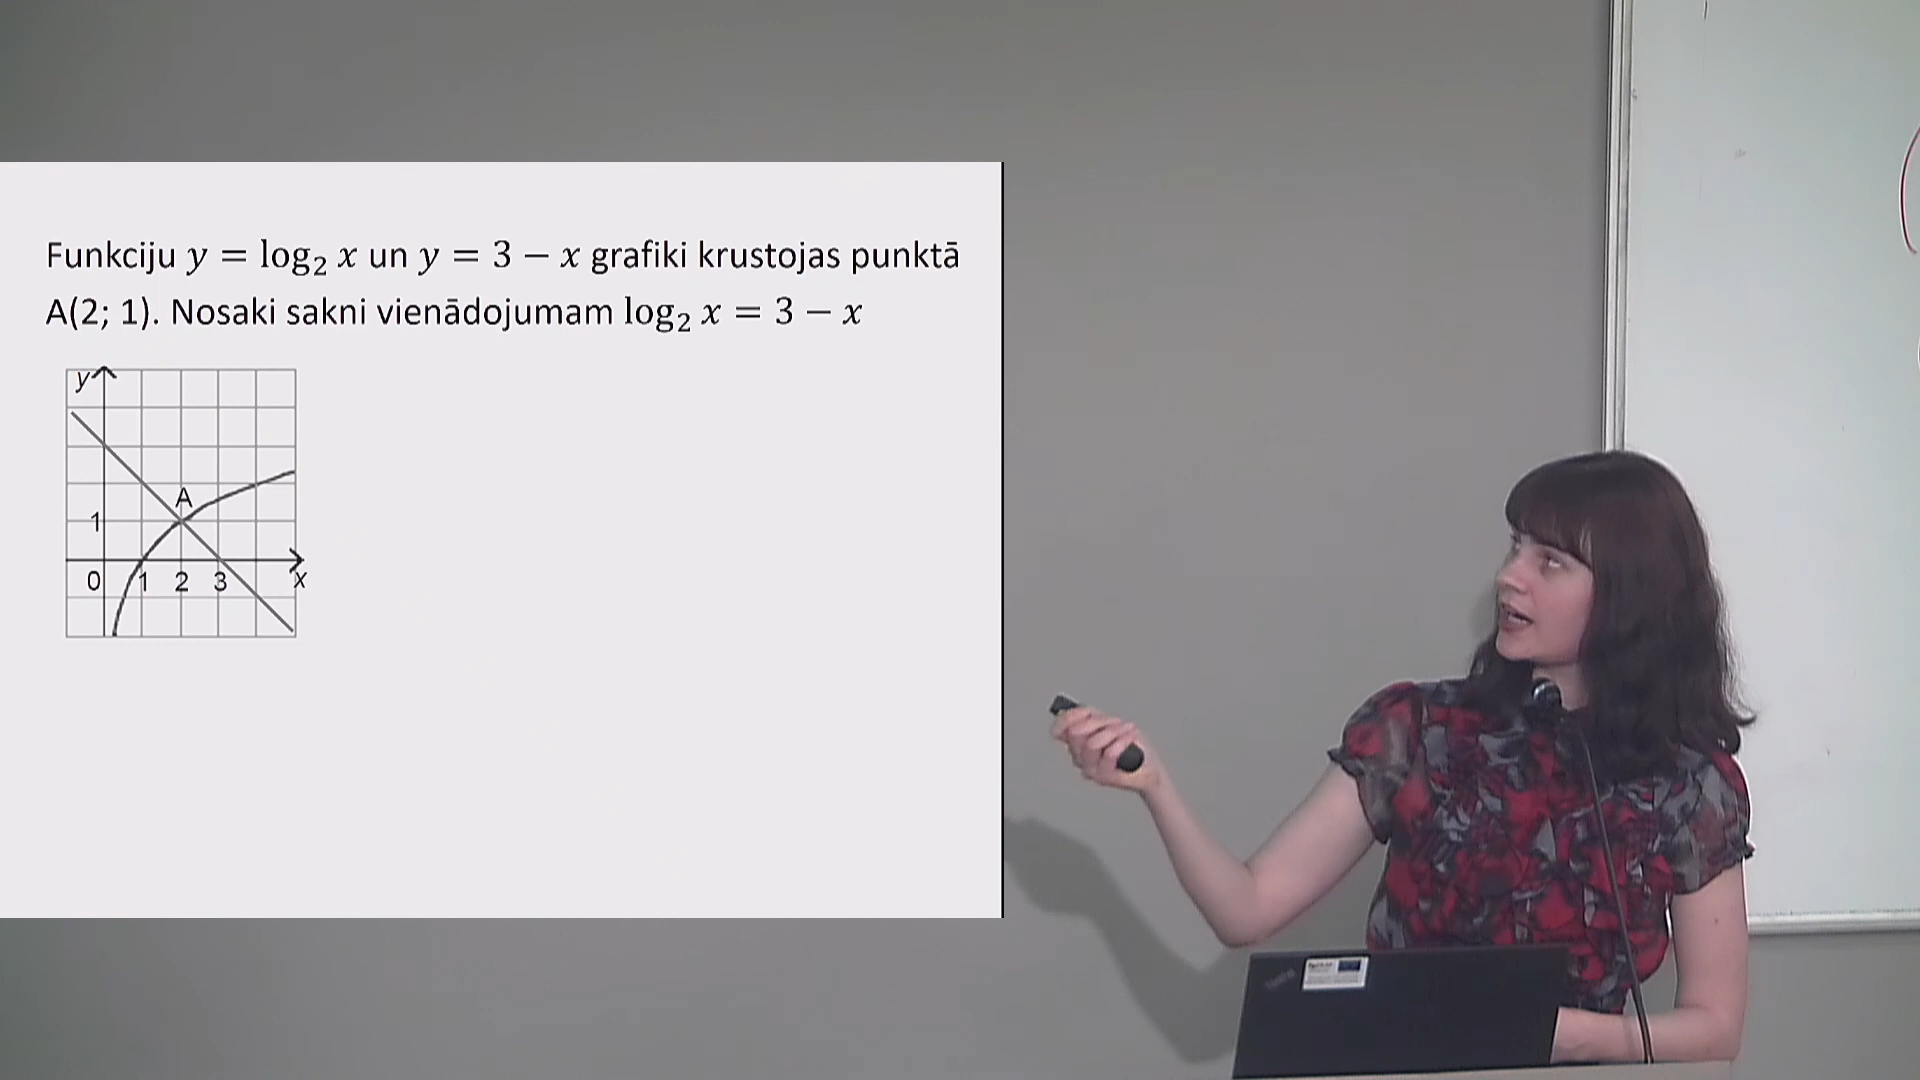 Funkciju y = log₂ x un y = 3 − x grafiki krustojas punktā
A(2; 1). Nosaki sakni vienādojumam log₂ x = 3 − x
y
A
1
0 1 2 3 x